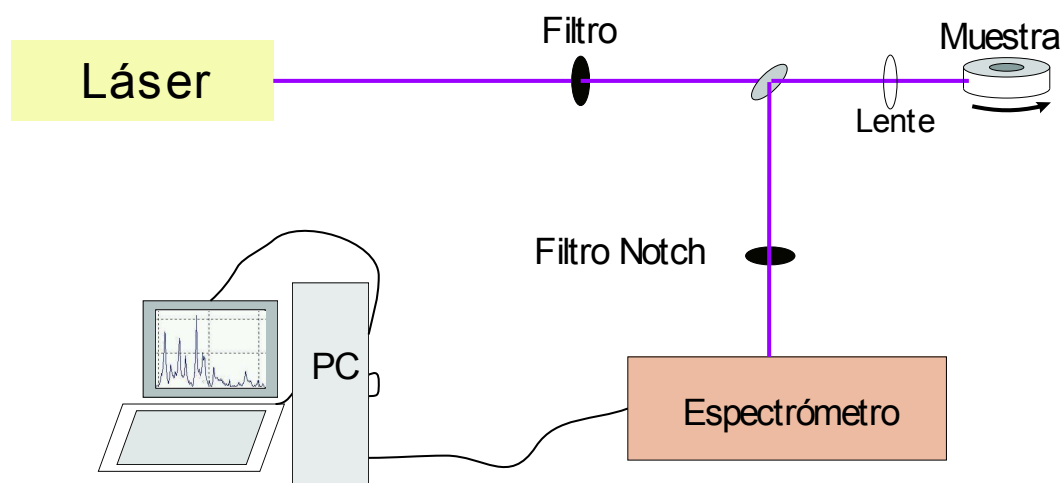 Láser
Filtro
Muestra
Lente
Filtro Notch
PC
Espectrómetro